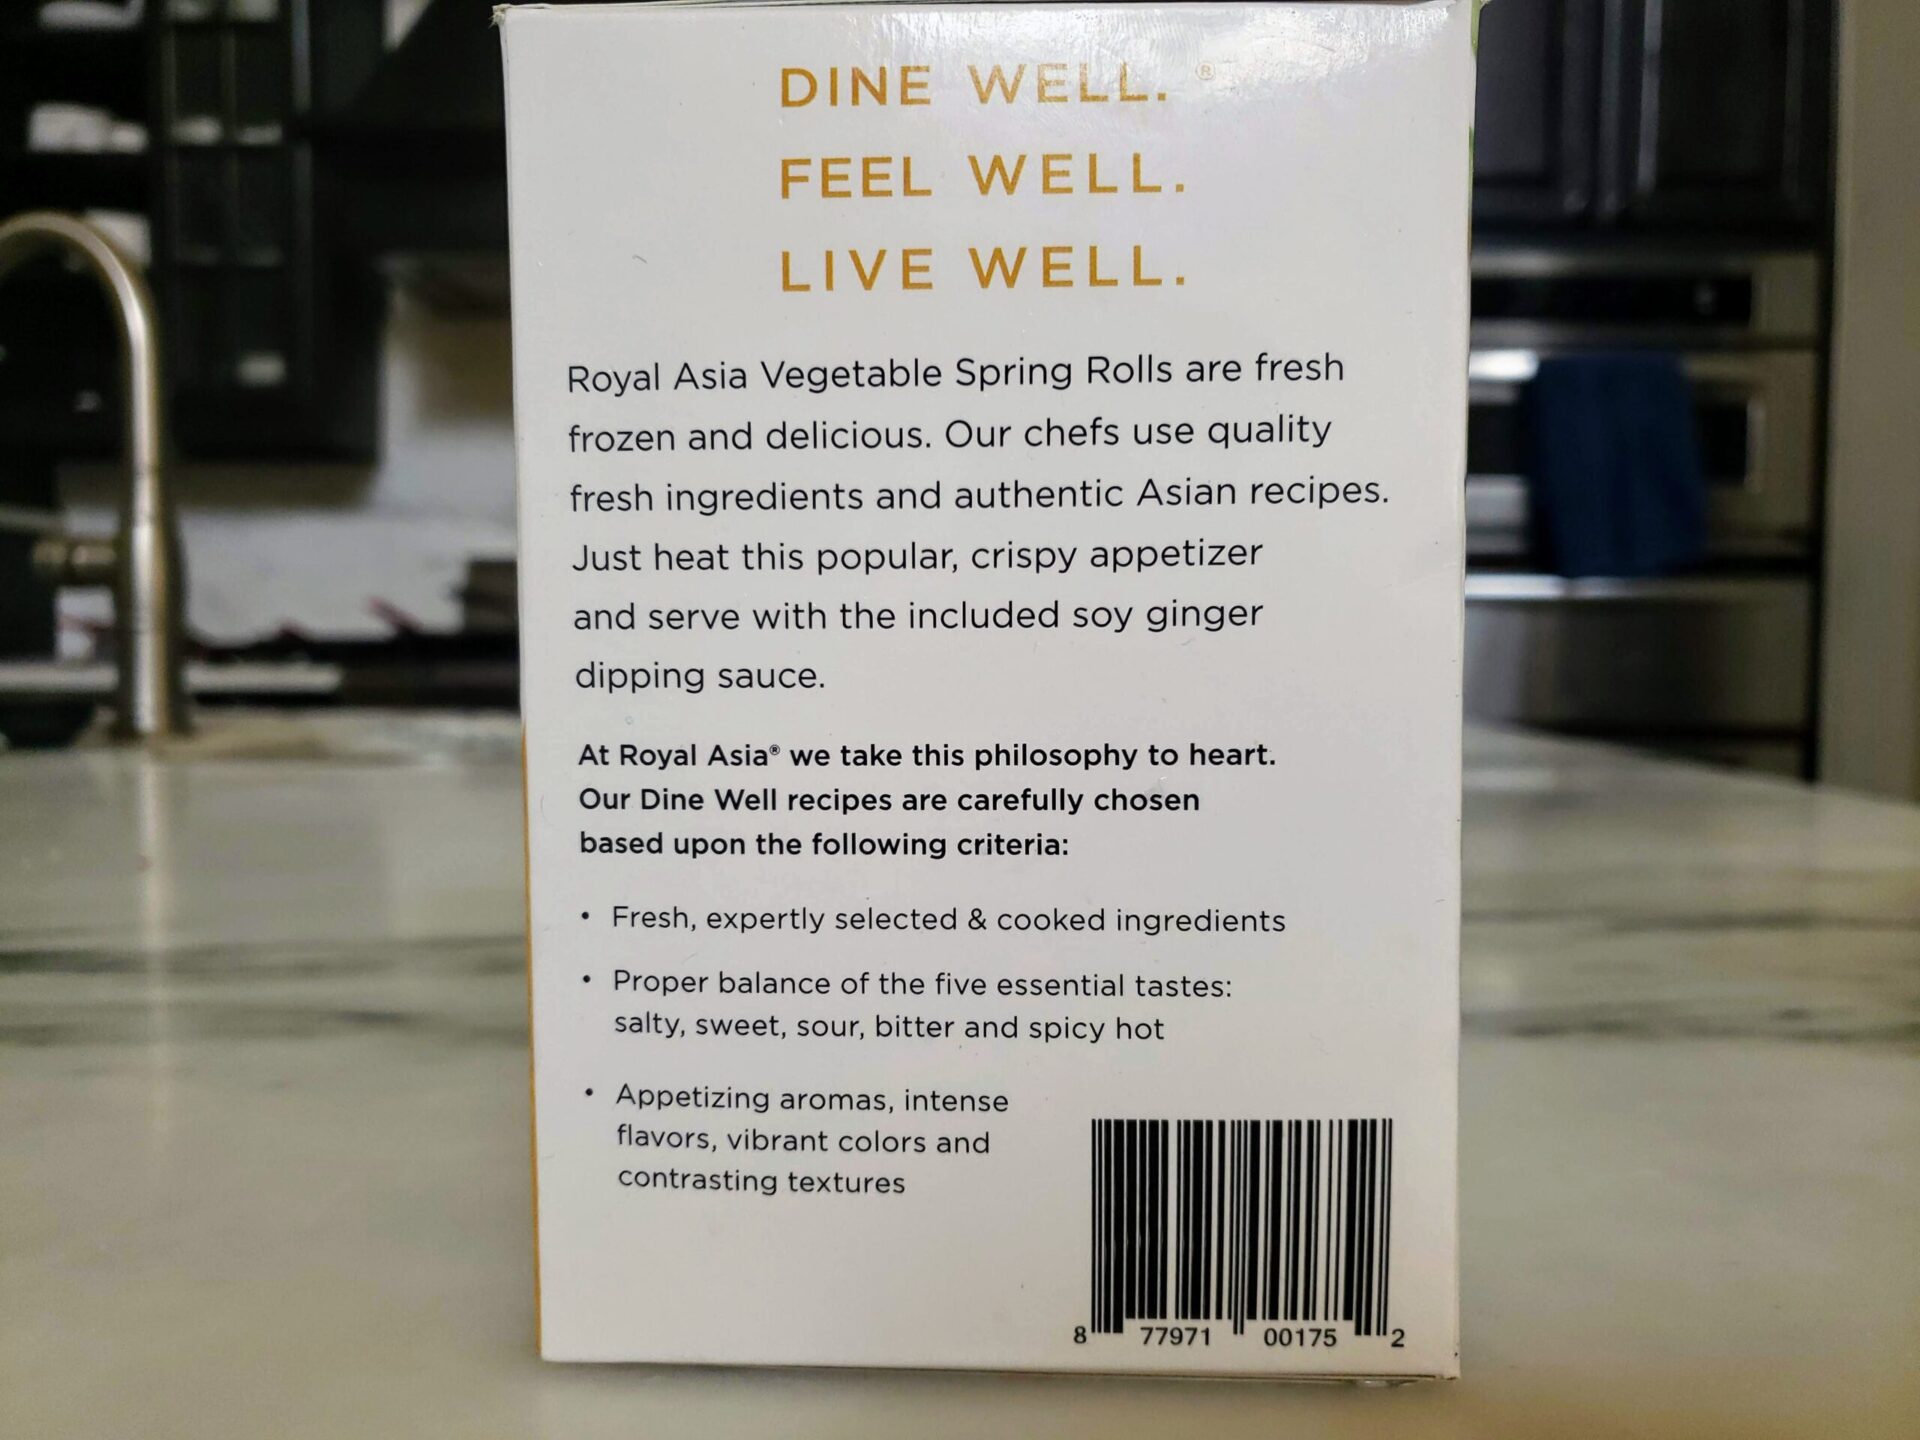 DINE WELL. ®
FEEL WELL.
LIVE WELL.
Royal Asia Vegetable Spring Rolls are fresh
frozen and delicious. Our chefs use quality
fresh ingredients and authentic Asian recipes.
Just heat this popular, crispy appetizer
and serve with the included soy ginger
dipping sauce.
At Royal Asia® we take this philosophy to heart.
Our Dine Well recipes are carefully chosen
based upon the following criteria:
• Fresh, expertly selected & cooked ingredients
• Proper balance of the five essential tastes:
salty, sweet, sour, bitter and spicy hot
• Appetizing aromas, intense
flavors, vibrant colors and
contrasting textures
8 77971 00175 2